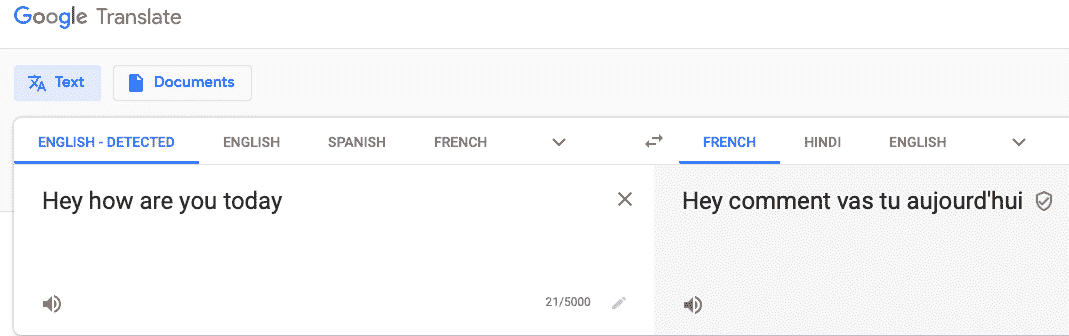 Google Translate
Text Documents
ENGLISH - DETECTED ENGLISH SPANISH FRENCH FRENCH HINDI ENGLISH
Hey how are you today Hey comment vas tu aujourd'hui
21/5000